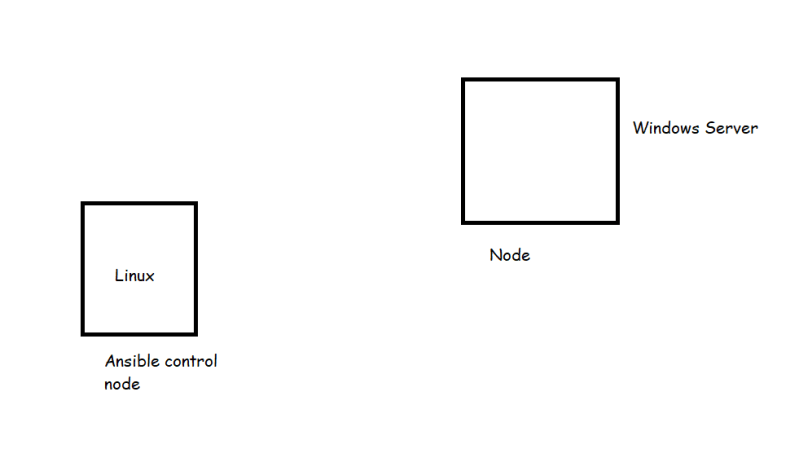 Windows Server
Node
Linux
Ansible control
node